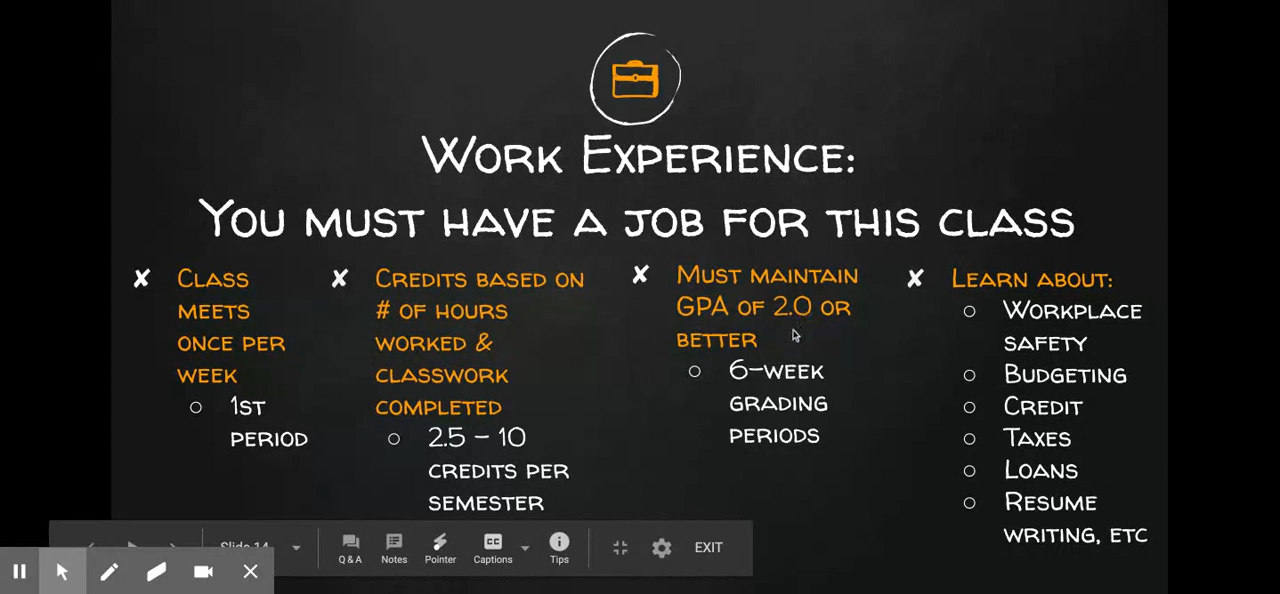 Work Experience:
You must have a job for this class
✘ Class
meets
once per
week
○ 1st
period
✘ Credits based on
# of hours
worked &
classwork
completed
○ 2.5 – 10
credits per
semester
✘ Must maintain
GPA of 2.0 or
better
○ 6-week
grading
periods
✘ Learn about:
○ Workplace
safety
○ Budgeting
○ Credit
○ Taxes
○ Loans
○ Resume
writing, etc
Slide 14
Q & A
Notes
Pointer
CC
Captions
Tips
EXIT